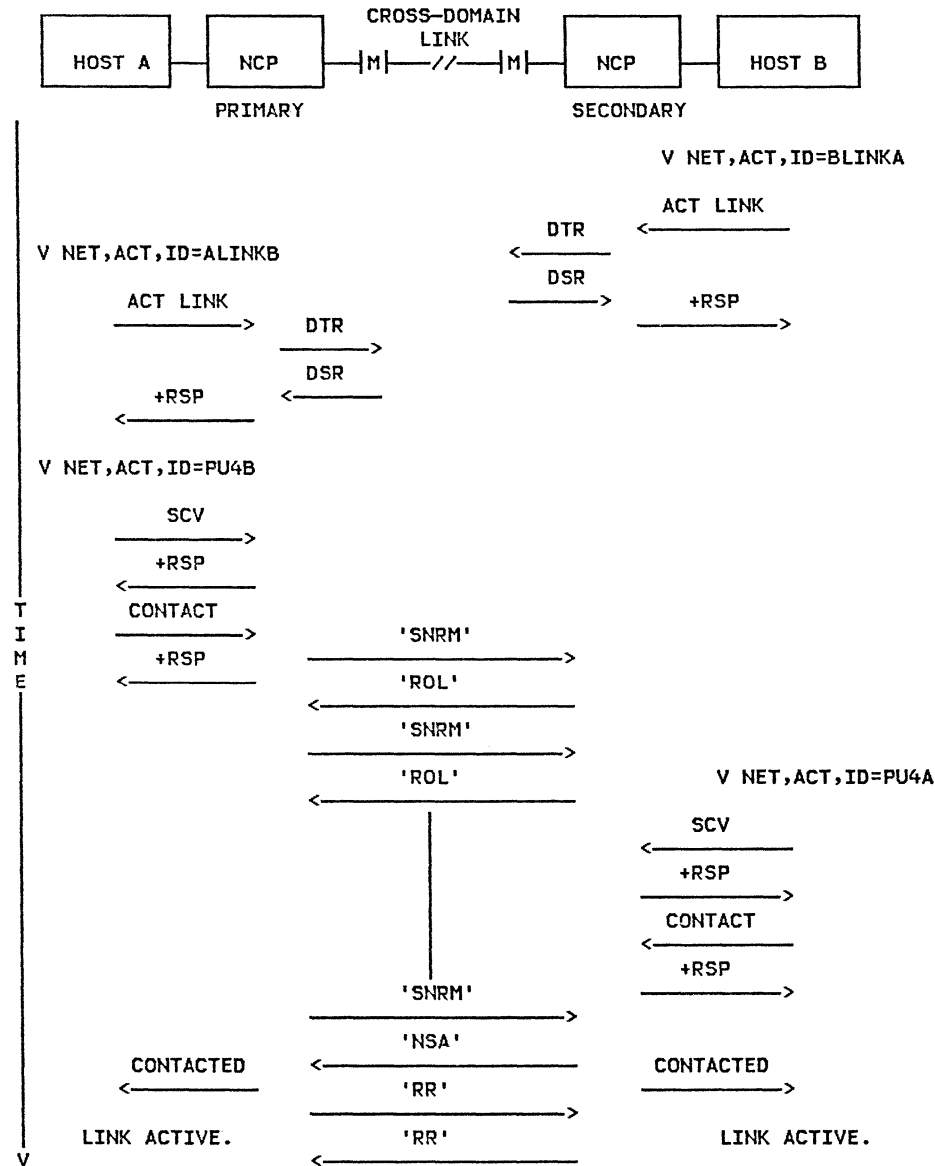 CROSS-DOMAIN
LINK
HOST A NCP |M| // |M| NCP HOST B
PRIMARY SECONDARY
V NET,ACT,ID=BLINKA
ACT LINK
DTR
V NET,ACT,ID=ALINKB
DSR
ACT LINK +RSP
DTR
DSR
+RSP
V NET,ACT,ID=PU4B
SCV
+RSP
CONTACT
'SNRM'
+RSP
'ROL'
'SNRM'
'ROL' V NET,ACT,ID=PU4A
SCV
+RSP
CONTACT
+RSP
'SNRM'
'NSA'
CONTACTED CONTACTED
'RR'
LINK ACTIVE. 'RR' LINK ACTIVE.
T
I
M
E
V